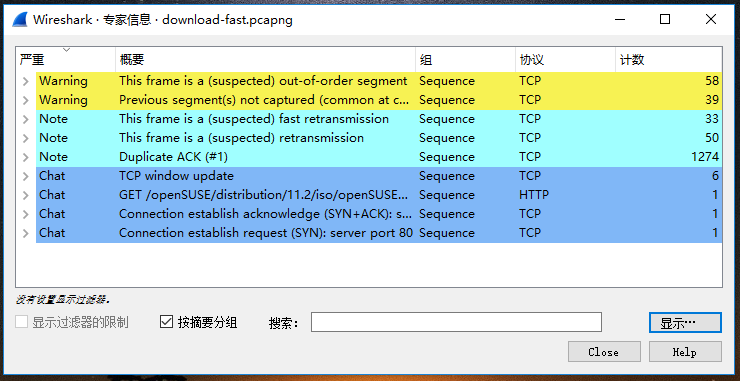 Wireshark · 专家信息 · download-fast.pcapng
严重 概要 组 协议 计数
Warning This frame is a (suspected) out-of-order segment Sequence TCP 58
Warning Previous segment(s) not captured (common at c... Sequence TCP 39
Note This frame is a (suspected) fast retransmission Sequence TCP 33
Note This frame is a (suspected) retransmission Sequence TCP 50
Note Duplicate ACK (#1) Sequence TCP 1274
Chat TCP window update Sequence TCP 6
Chat GET /openSUSE/distribution/11.2/iso/openSUSE... Sequence HTTP 1
Chat Connection establish acknowledge (SYN+ACK): s... Sequence TCP 1
Chat Connection establish request (SYN): server port 80 Sequence TCP 1
没有设置显示过滤器。
显示过滤器的限制 按摘要分组 搜索： 显示…
Close Help